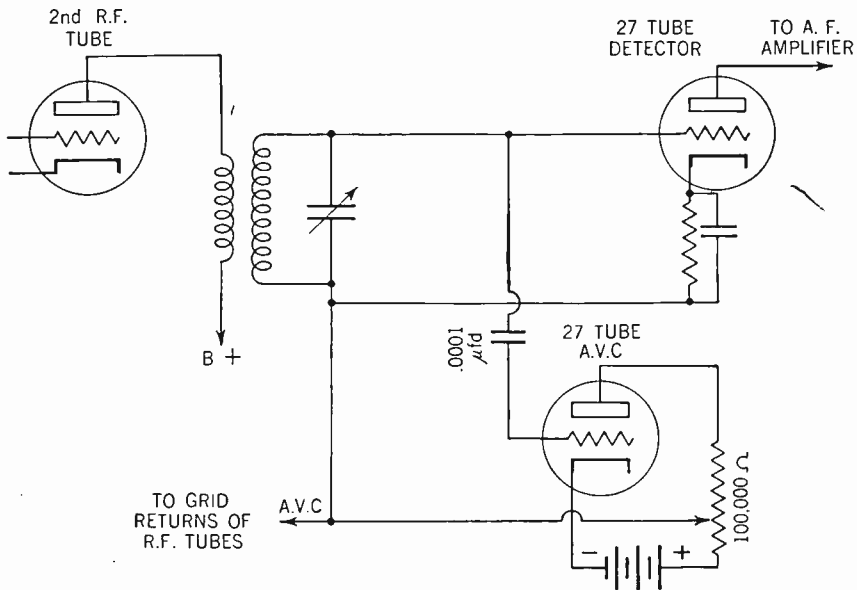 2nd R.F.
TUBE
27 TUBE
DETECTOR
TO A. F.
AMPLIFIER
B +
.0001
µfd
27 TUBE
A.V.C
100,000 Ω
TO GRID
RETURNS OF
R.F. TUBES
A.V.C
- +